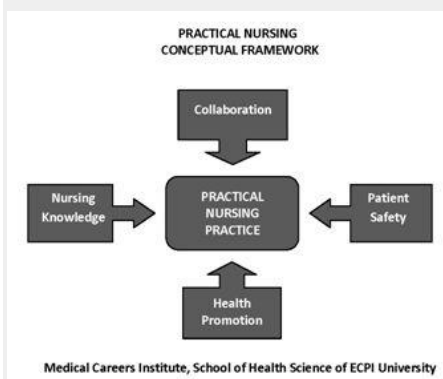 PRACTICAL NURSING
CONCEPTUAL FRAMEWORK
Collaboration
Nursing
Knowledge
PRACTICAL
NURSING
PRACTICE
Patient
Safety
Health
Promotion
Medical Careers Institute, School of Health Science of ECPI University